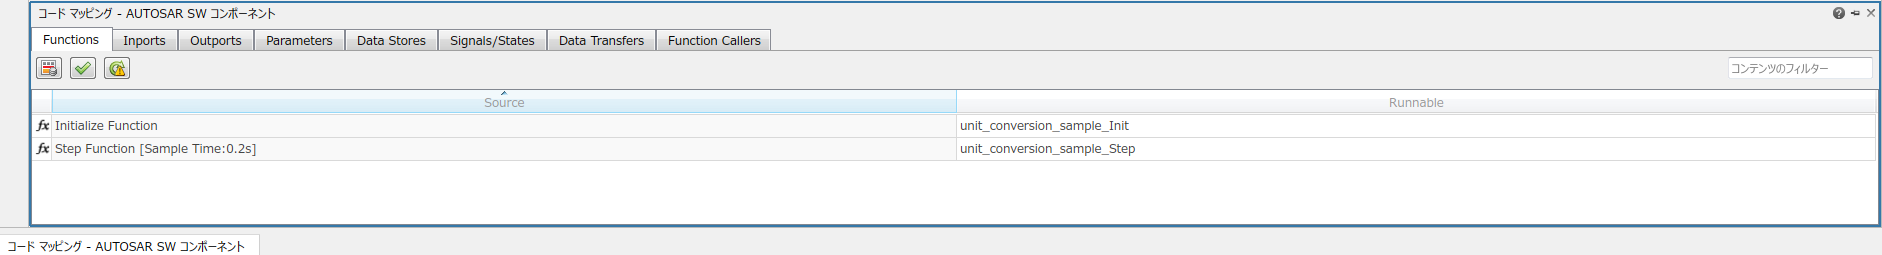 コード マッピング - AUTOSAR SW コンポーネント
Functions Inports Outports Parameters Data Stores Signals/States Data Transfers Function Callers
コンテンツのフィルター
Source Runnable
fx Initialize Function unit_conversion_sample_Init
fx Step Function [Sample Time:0.2s] unit_conversion_sample_Step
コード マッピング - AUTOSAR SW コンポーネント